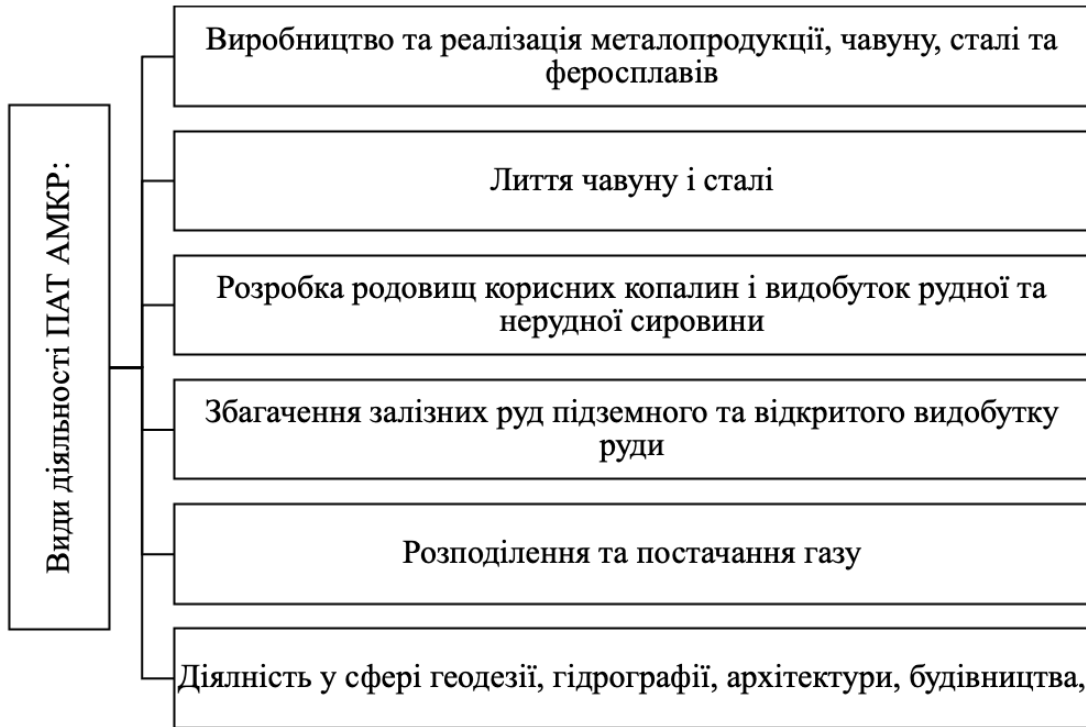 Види діяльності ПАТ АМКР:
Виробництво та реалізація металопродукції, чавуну, сталі та
феросплавів
Лиття чавуну і сталі
Розробка родовищ корисних копалин і видобуток рудної та
нерудної сировини
Збагачення залізних руд підземного та відкритого видобутку
руди
Розподілення та постачання газу
Діялність у сфері геодезії, гідрографії, архітектури, будівництва,